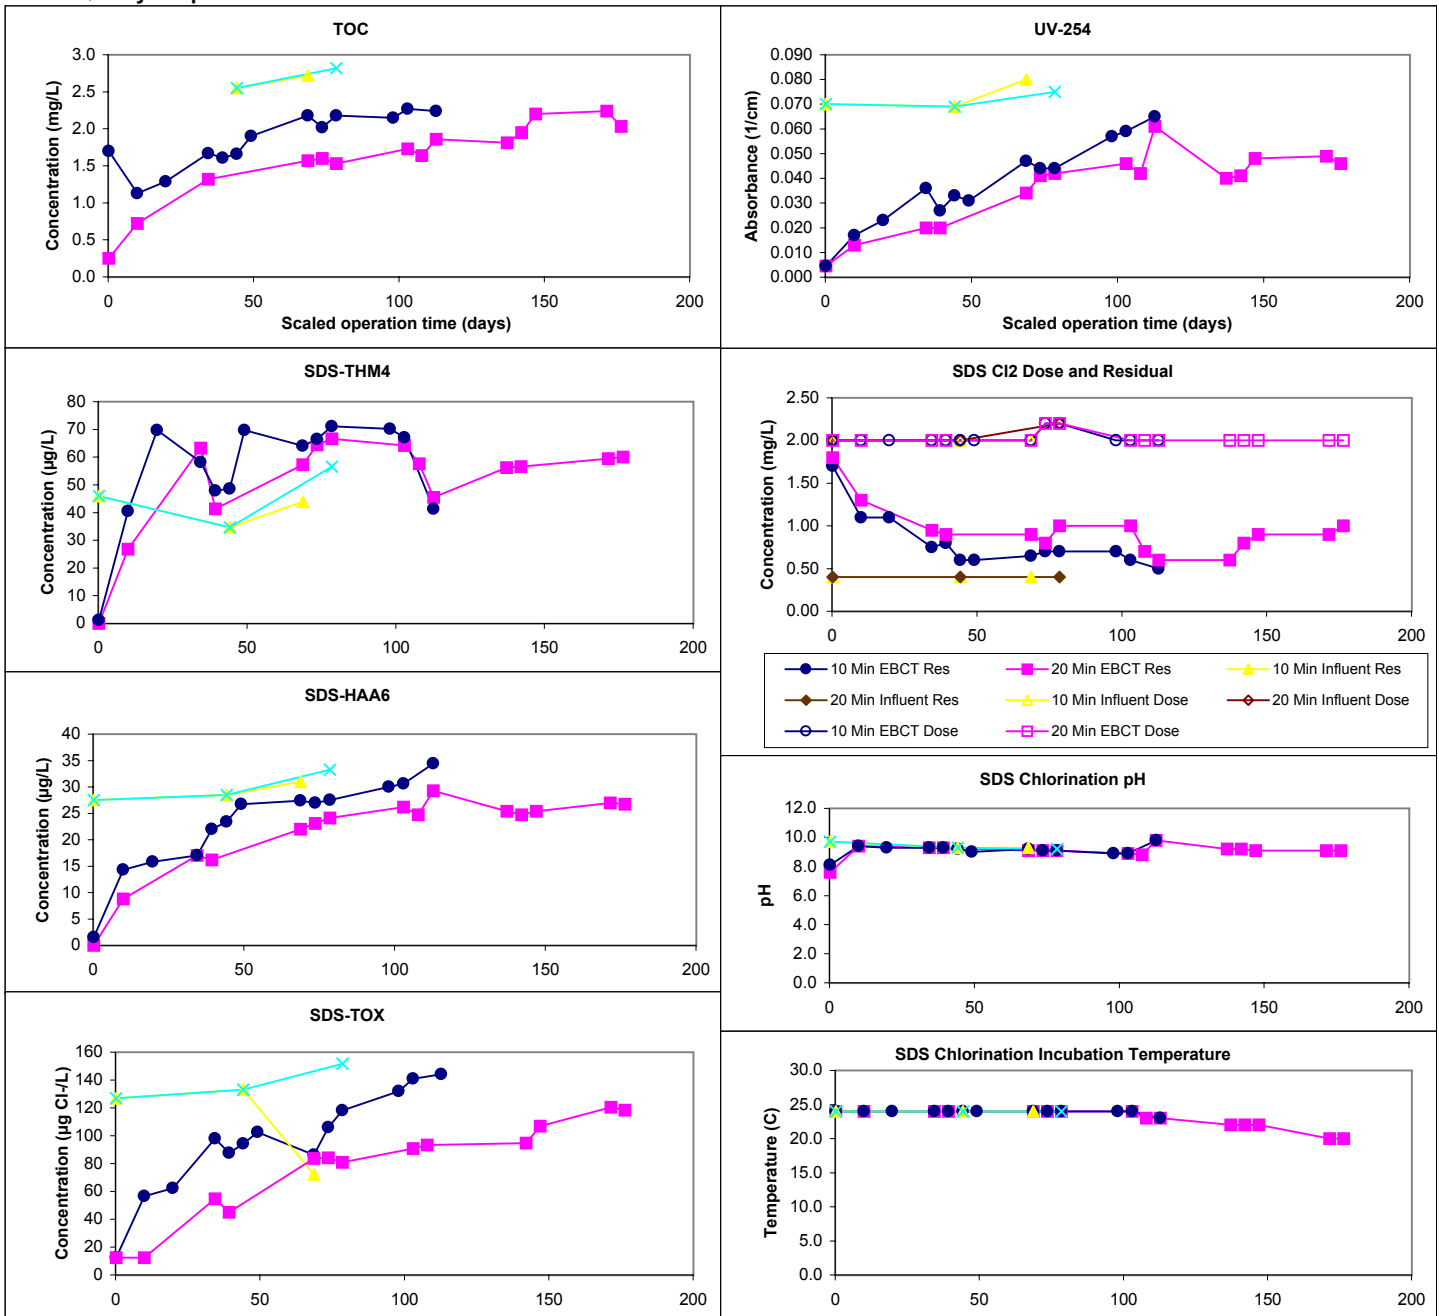 TOC
Concentration (mg/L)
3.0
2.5
2.0
1.5
1.0
0.5
0.0
0 50 100 150 200
Scaled operation time (days)
UV-254
Absorbance (1/cm)
0.090
0.080
0.070
0.060
0.050
0.040
0.030
0.020
0.010
0.000
0 50 100 150 200
Scaled operation time (days)
SDS-THM4
Concentration (µg/L)
80
70
60
50
40
30
20
10
0
0 50 100 150 200
SDS Cl2 Dose and Residual
Concentration (mg/L)
2.50
2.00
1.50
1.00
0.50
0.00
0 50 100 150 200
10 Min EBCT Res 20 Min EBCT Res 10 Min Influent Res
20 Min Influent Res 10 Min Influent Dose 20 Min Influent Dose
10 Min EBCT Dose 20 Min EBCT Dose
SDS-HAA6
Concentration (µg/L)
40
35
30
25
20
15
10
5
0
0 50 100 150 200
SDS Chlorination pH
pH
12.0
10.0
8.0
6.0
4.0
2.0
0.0
0 50 100 150 200
SDS-TOX
Concentration (µg Cl-/L)
160
140
120
100
80
60
40
20
0
0 50 100 150 200
SDS Chlorination Incubation Temperature
Temperature (C)
30.0
25.0
20.0
15.0
10.0
5.0
0.0
0 50 100 150 200